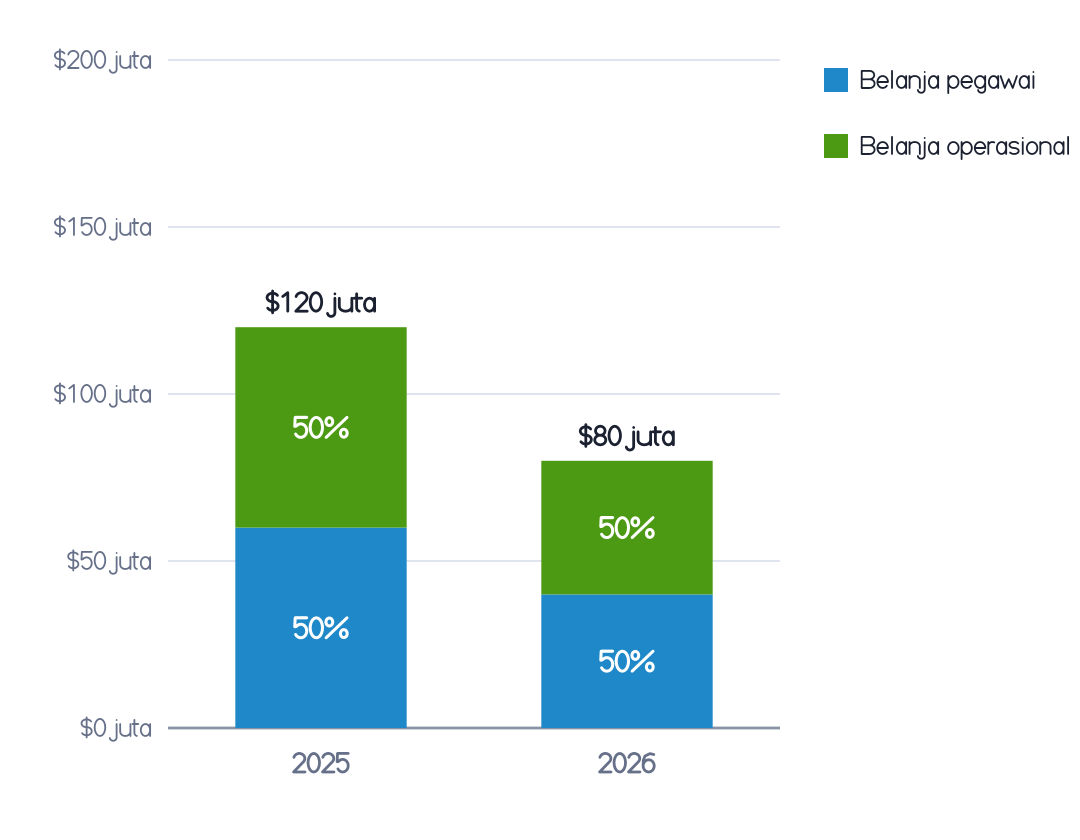 $200 juta
$150 juta
$100 juta
$50 juta
$0 juta
$120 juta
50%
50%
$80 juta
50%
50%
2025
2026
Belanja pegawai
Belanja operasional